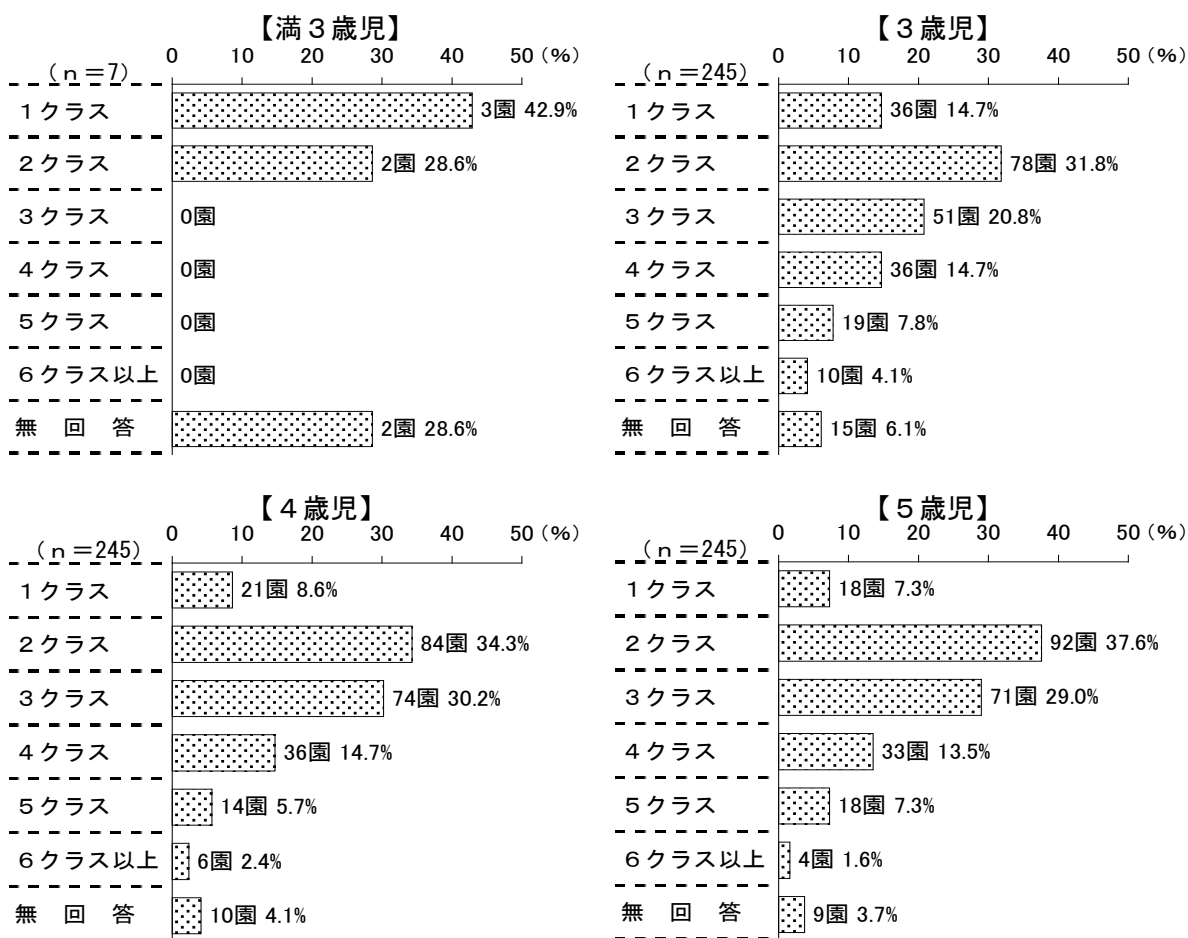 【満３歳児】
0 10 20 30 40 50 (%)
(ｎ＝7)
１クラス 3園 42.9%
２クラス 2園 28.6%
３クラス 0園
４クラス 0園
５クラス 0園
６クラス以上 0園
無 回 答 2園 28.6%
【３歳児】
0 10 20 30 40 50 (%)
(ｎ＝245)
１クラス 36園 14.7%
２クラス 78園 31.8%
３クラス 51園 20.8%
４クラス 36園 14.7%
５クラス 19園 7.8%
６クラス以上 10園 4.1%
無 回 答 15園 6.1%
【４歳児】
0 10 20 30 40 50 (%)
(ｎ＝245)
１クラス 21園 8.6%
２クラス 84園 34.3%
３クラス 74園 30.2%
４クラス 36園 14.7%
５クラス 14園 5.7%
６クラス以上 6園 2.4%
無 回 答 10園 4.1%
【５歳児】
0 10 20 30 40 50 (%)
(ｎ＝245)
１クラス 18園 7.3%
２クラス 92園 37.6%
３クラス 71園 29.0%
４クラス 33園 13.5%
５クラス 18園 7.3%
６クラス以上 4園 1.6%
無 回 答 9園 3.7%